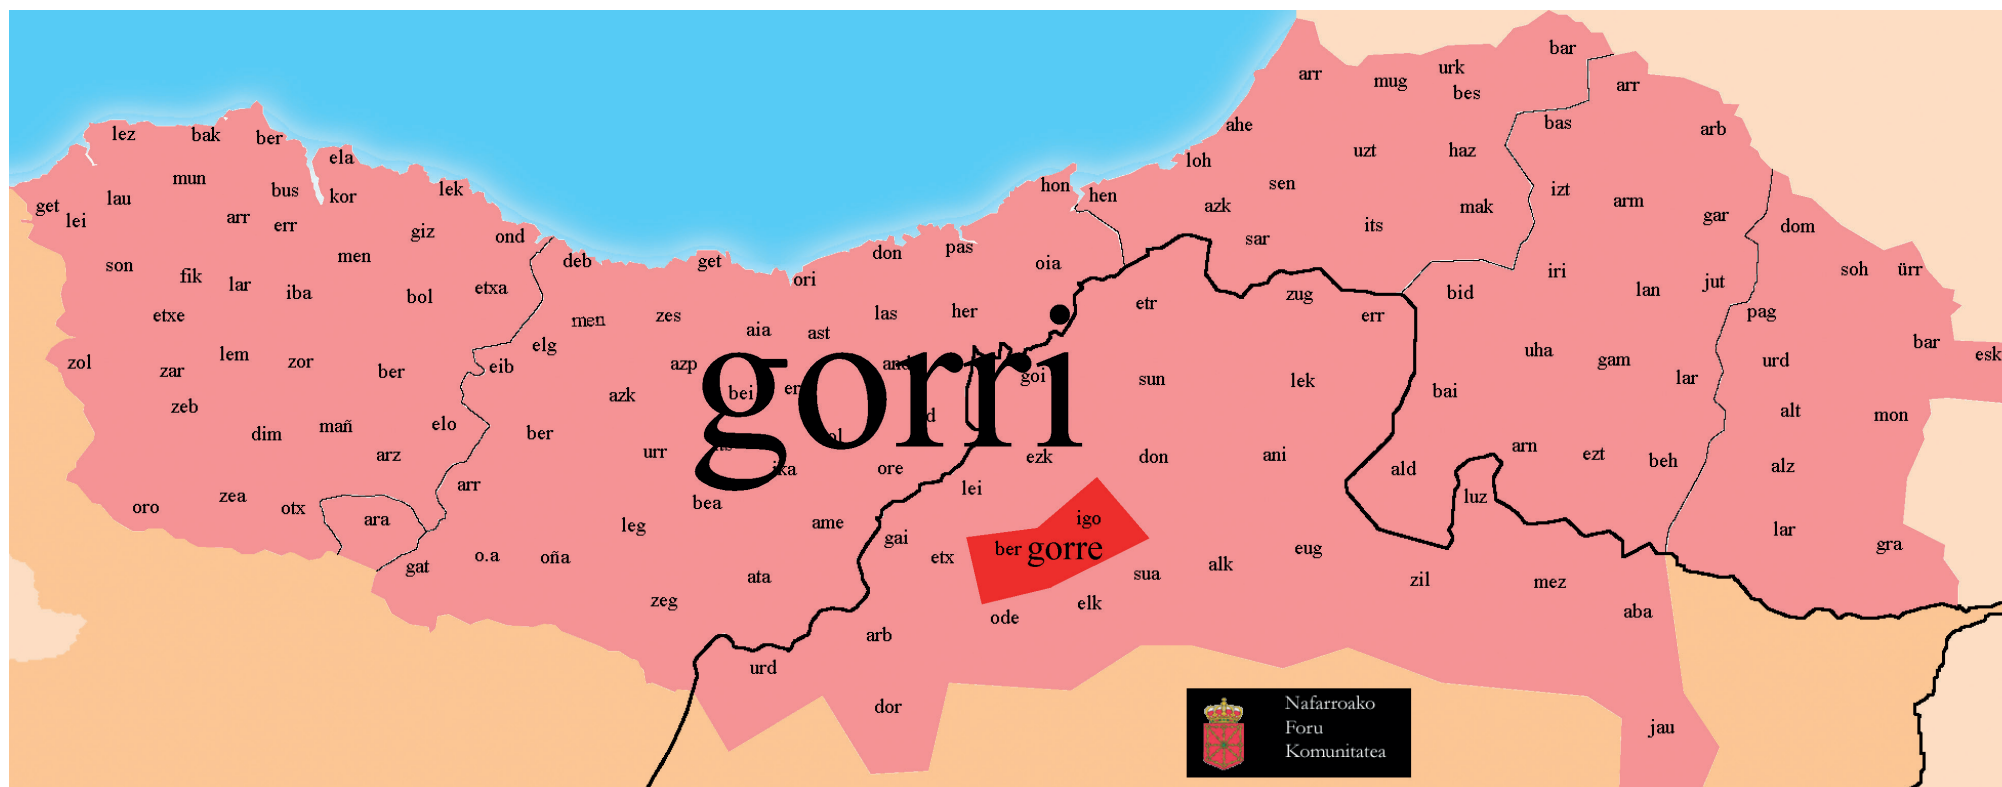 bar
urk
arr
mug
bes
arr
bas
arb
lez
bak
ber
ahe
ela
uzt
haz
loh
mun
bus
kor
lek
hon
hen
sen
izt
arm
get
lei
lau
arr
err
azk
mak
gar
giz
ond
its
dom
son
men
deb
get
don
pas
sar
fik
lar
iba
bol
etxa
ori
oia
iri
lan
jut
soh
ürr
etxe
men
zes
las
her
etr
zug
err
bid
pag
aia
ast
gorri
zol
zar
lem
zor
ber
elg
eib
azp
and
goi
uha
gam
urd
bar
esk
zeb
azk
bei
er
sun
lek
bai
lar
dim
mañ
elo
ber
d
ol
alt
mon
arz
urr
ika
ore
ezk
don
ani
ald
arn
ezt
beh
alz
oro
zea
otx
ara
arr
leg
bea
ame
lei
luz
igo
gat
o.a
oña
gai
etx
ber gorre
sua
alk
eug
lar
gra
ata
zeg
ode
elk
zil
mez
aba
urd
arb
dor
jau
Nafarroako
Foru
Komunitatea